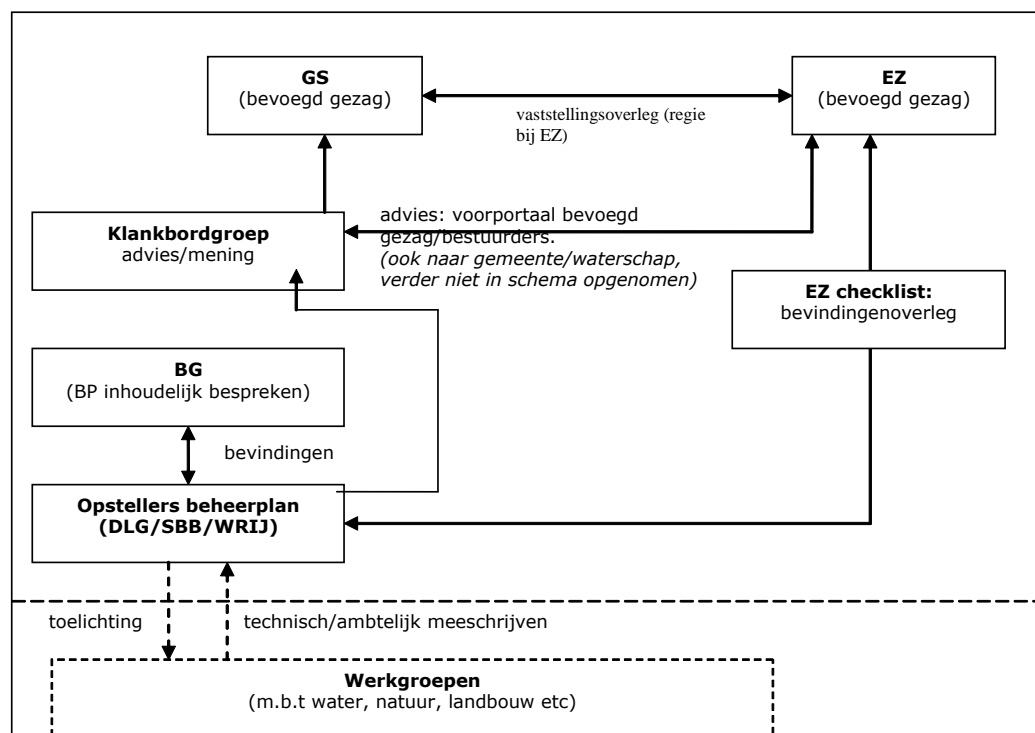 GS
(bevoegd gezag)
EZ
(bevoegd gezag)
vaststellingsoverleg (regie
bij EZ)
Klankbordgroep
advies/mening
advies: voorportaal bevoegd
gezag/bestuurders.
(ook naar gemeente/waterschap,
verder niet in schema opgenomen)
EZ checklist:
bevindingenoverleg
BG
(BP inhoudelijk bespreken)
bevindingen
Opstellers beheerplan
(DLG/SBB/WRIJ)
toelichting
technisch/ambtelijk meeschrijven
Werkgroepen
(m.b.t water, natuur, landbouw etc)